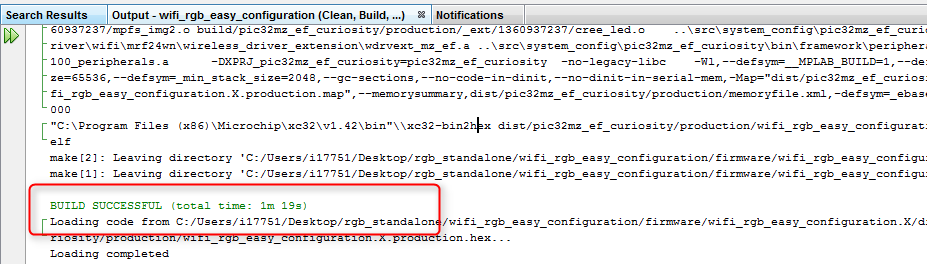 Search Results
Output - wifi_rgb_easy_configuration (Clean, Build, ...)
Notifications
60937237/mpfs_img2.o build/pic32mz_ef_curiosity/production/_ext/1360937237/cree_led.o ..\src\system_config\pic32mz_ef_curiosity\
river\wifi\mrf24wn\wireless_driver_extension\wdrvext_mz_ef.a ..\src\system_config\pic32mz_ef_curiosity\bin\framework\peripher
100_peripherals.a -DXPRJ_pic32mz_ef_curiosity=pic32mz_ef_curiosity -no-legacy-libc -Wl,--defsym=__MPLAB_BUILD=1,--de
ze=65536,--defsym=_min_stack_size=2048,--gc-sections,--no-code-in-dinit,--no-dinit-in-serial-mem,-Map="dist/pic32mz_ef_curios
fi_rgb_easy_configuration.X.production.map",--memorysummary,dist/pic32mz_ef_curiosity/production/memoryfile.xml,-defsym=_ebase
000
"C:\Program Files (x86)\Microchip\xc32\v1.42\bin"\\xc32-bin2hex dist/pic32mz_ef_curiosity/production/wifi_rgb_easy_configurati
elf
make[2]: Leaving directory 'C:/Users/i17751/Desktop/rgb_standalone/wifi_rgb_easy_configuration/firmware/wifi_rgb_easy_configura
make[1]: Leaving directory 'C:/Users/i17751/Desktop/rgb_standalone/wifi_rgb_easy_configuration/firmware/wifi_rgb_easy_configura
BUILD SUCCESSFUL (total time: 1m 19s)
Loading code from C:/Users/i17751/Desktop/rgb_standalone/wifi_rgb_easy_configuration/firmware/wifi_rgb_easy_configuration.X/di
riosity/production/wifi_rgb_easy_configuration.X.production.hex...
Loading completed